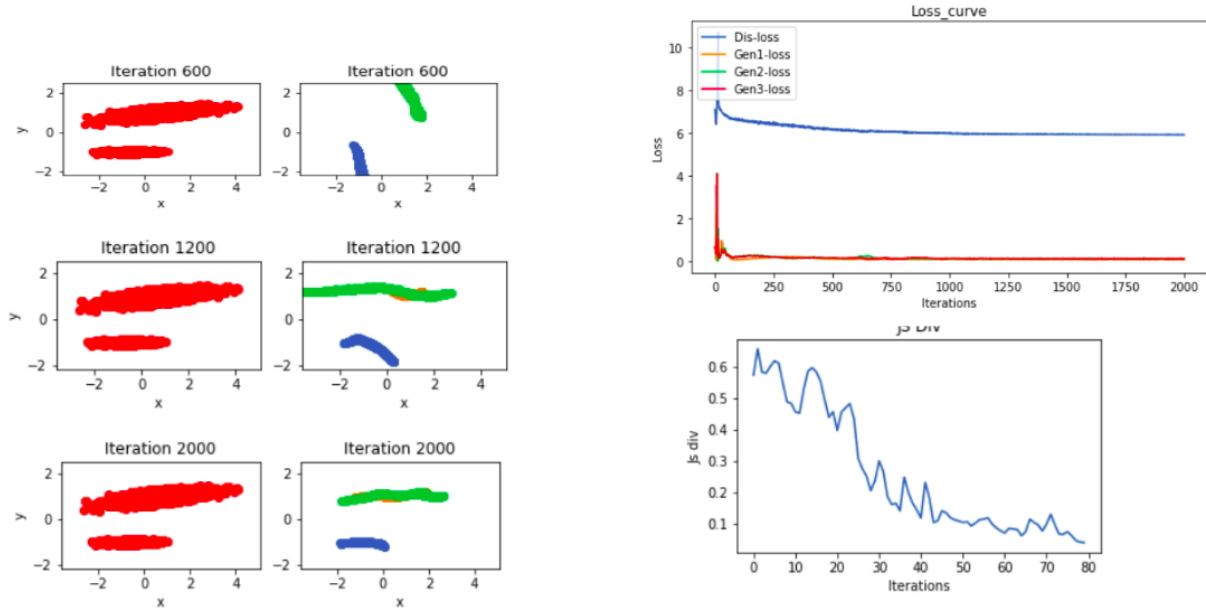 Iteration 600
2
0
−2
y
−2 0 2 4
x
Iteration 600
2
0
−2
−2 0 2 4
x
Iteration 1200
2
0
−2
y
−2 0 2 4
x
Iteration 1200
2
0
−2
−2 0 2 4
x
Iteration 2000
2
0
−2
y
−2 0 2 4
x
Iteration 2000
2
0
−2
−2 0 2 4
x
Loss_curve
Dis-loss
Gen1-loss
Gen2-loss
Gen3-loss
10
8
6
4
2
0
Loss
0 250 500 750 1000 1250 1500 1750 2000
Iterations
JS Div
0.6
0.5
0.4
0.3
0.2
0.1
Js div
0 10 20 30 40 50 60 70 80
Iterations